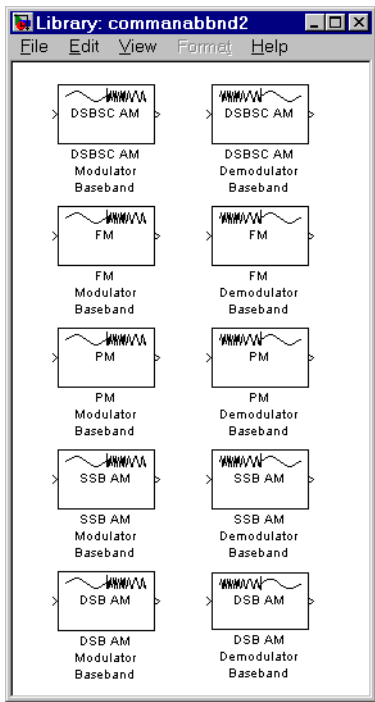 Library: commanabbnd2
File Edit View Format Help
DSBSC AM DSBSC AM
DSBSC AM DSBSC AM
Modulator Demodulator
Baseband Baseband
FM FM
FM FM
Modulator Demodulator
Baseband Baseband
PM PM
PM PM
Modulator Demodulator
Baseband Baseband
SSB AM SSB AM
SSB AM SSB AM
Modulator Demodulator
Baseband Baseband
DSB AM DSB AM
DSB AM DSB AM
Modulator Demodulator
Baseband Baseband